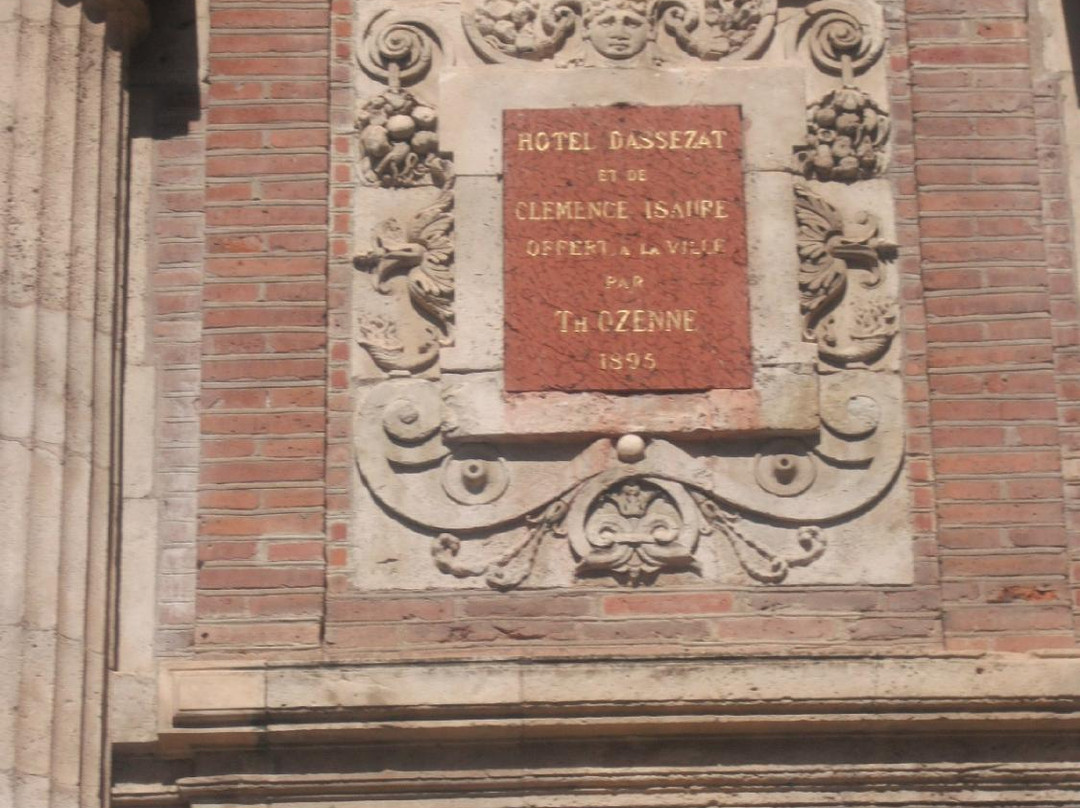 HOTEL DASSEZAT
ET DE
CLEMENCE ISAURE
OFFERT A LA VILLE
PAR
TH OZENNE
1895